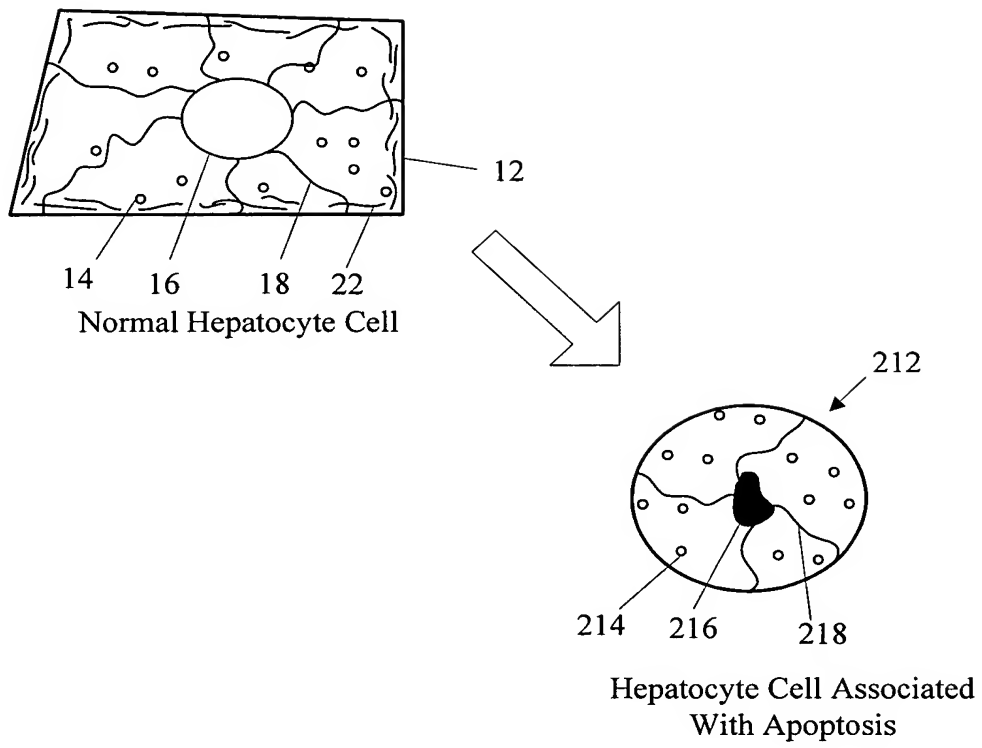 12
14 16 18 22
Normal Hepatocyte Cell
212
214 216 218
Hepatocyte Cell Associated
With Apoptosis